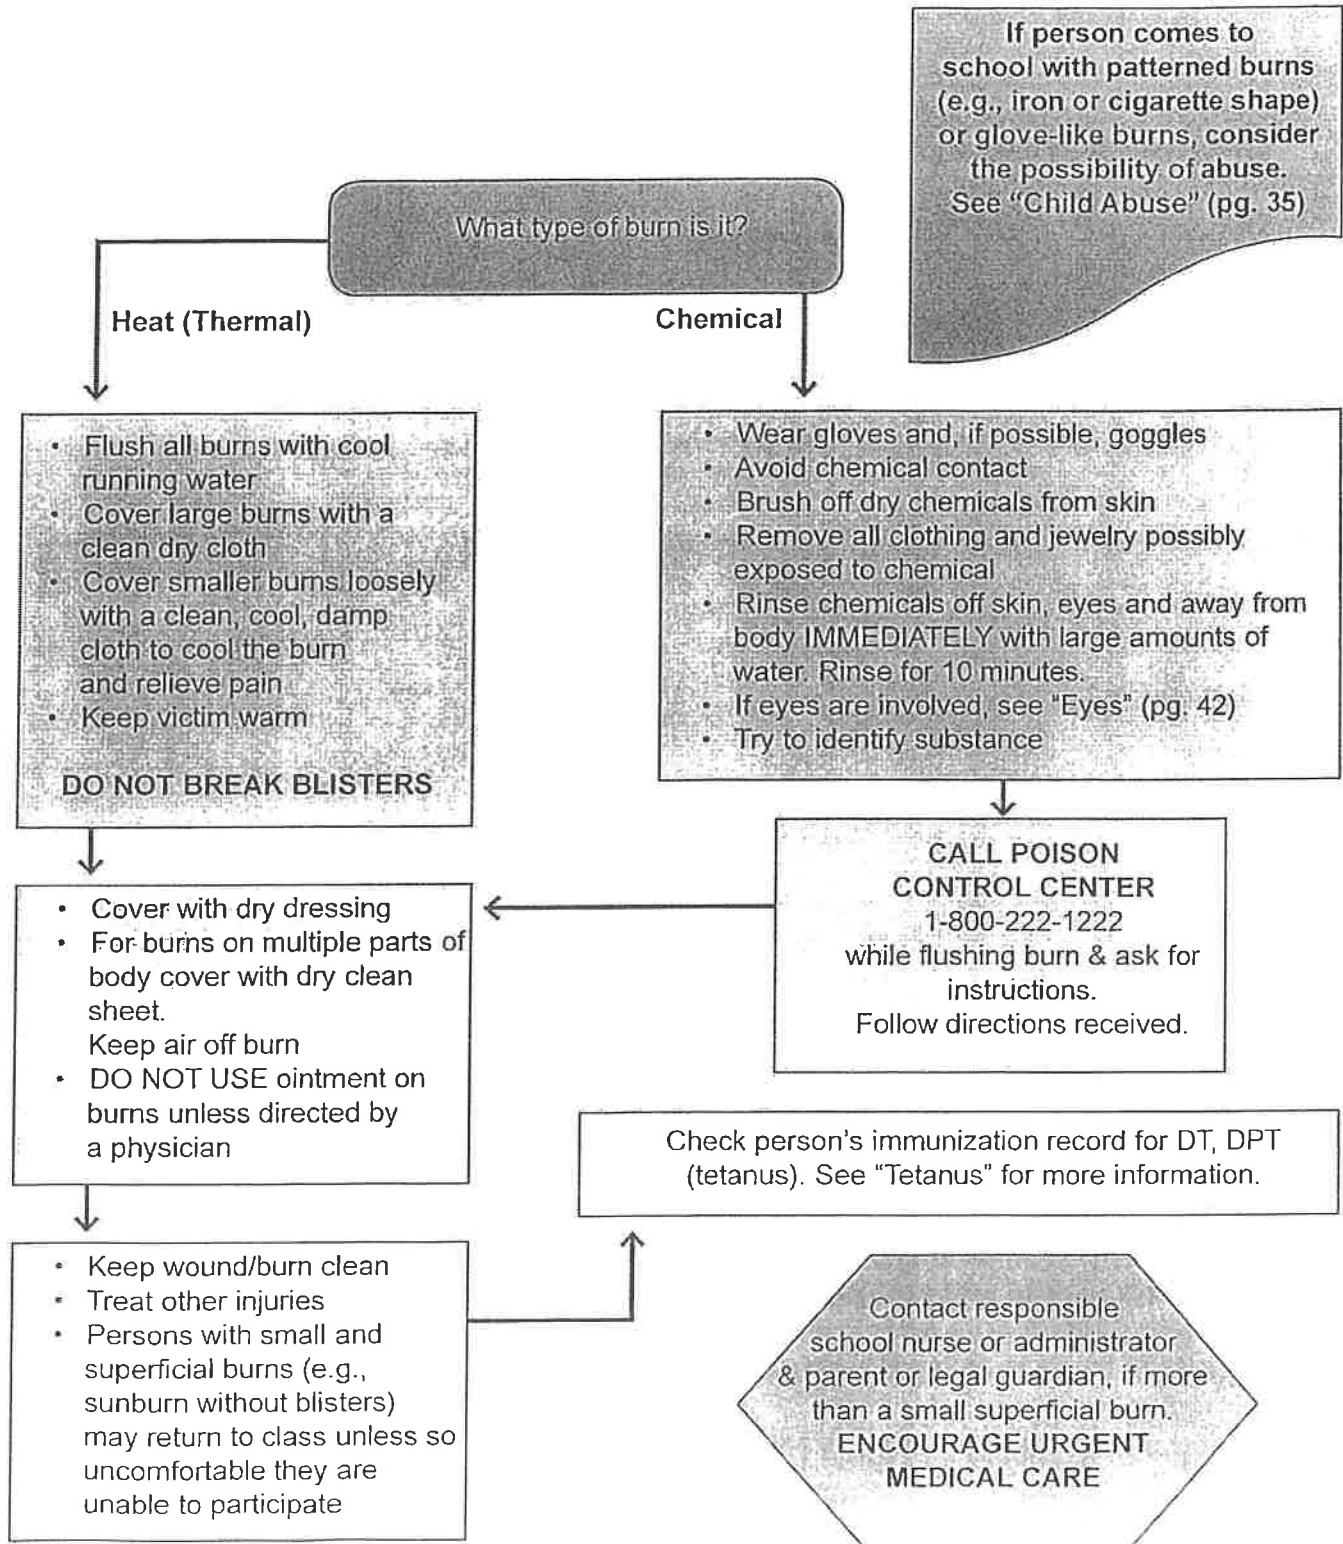 If person comes to
school with patterned burns
(e.g., iron or cigarette shape)
or glove-like burns, consider
the possibility of abuse.
See “Child Abuse” (pg. 35)
What type of burn is it?
Heat (Thermal)
Chemical
• Flush all burns with cool
running water
• Cover large burns with a
clean dry cloth
• Cover smaller burns loosely
with a clean, cool, damp
cloth to cool the burn
and relieve pain
• Keep victim warm
DO NOT BREAK BLISTERS
• Wear gloves and, if possible, goggles
• Avoid chemical contact
• Brush off dry chemicals from skin
• Remove all clothing and jewelry possibly
exposed to chemical
• Rinse chemicals off skin, eyes and away from
body IMMEDIATELY with large amounts of
water. Rinse for 10 minutes.
• If eyes are involved, see “Eyes” (pg. 42)
• Try to identify substance
CALL POISON
CONTROL CENTER
1-800-222-1222
while flushing burn & ask for
instructions.
Follow directions received.
• Cover with dry dressing
• For burns on multiple parts of
body cover with dry clean
sheet.
Keep air off burn
• DO NOT USE ointment on
burns unless directed by
a physician
Check person’s immunization record for DT, DPT
(tetanus). See “Tetanus” for more information.
• Keep wound/burn clean
• Treat other injuries
• Persons with small and
superficial burns (e.g.,
sunburn without blisters)
may return to class unless so
uncomfortable they are
unable to participate
Contact responsible
school nurse or administrator
& parent or legal guardian, if more
than a small superficial burn.
ENCOURAGE URGENT
MEDICAL CARE